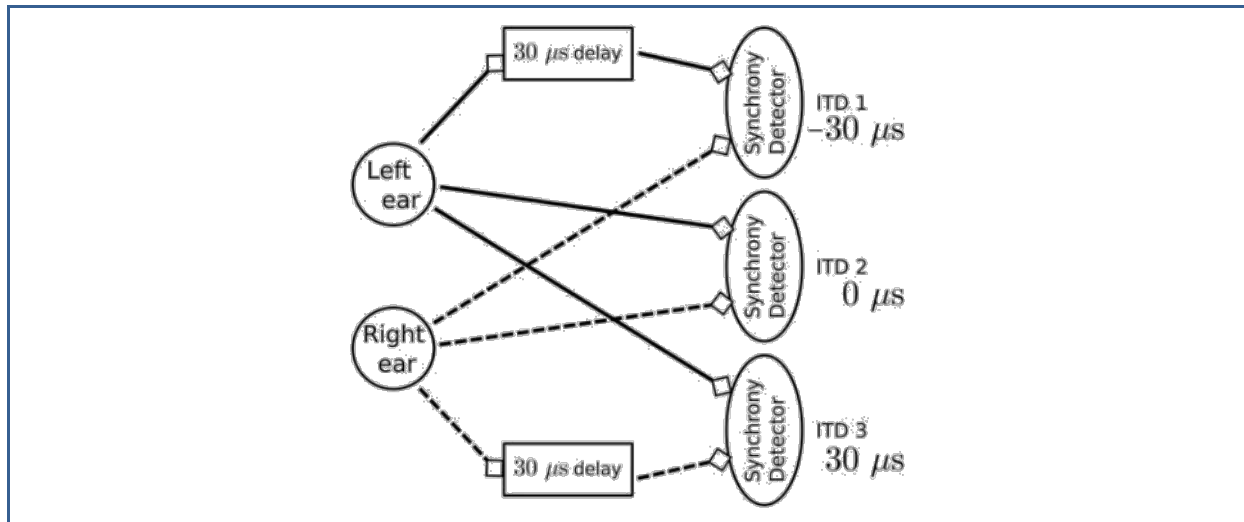 30 μs delay
Synchrony
Detector
ITD 1
–30 μs
Left
ear
Synchrony
Detector
ITD 2
0 μs
Right
ear
Synchrony
Detector
ITD 3
30 μs
30 μs delay